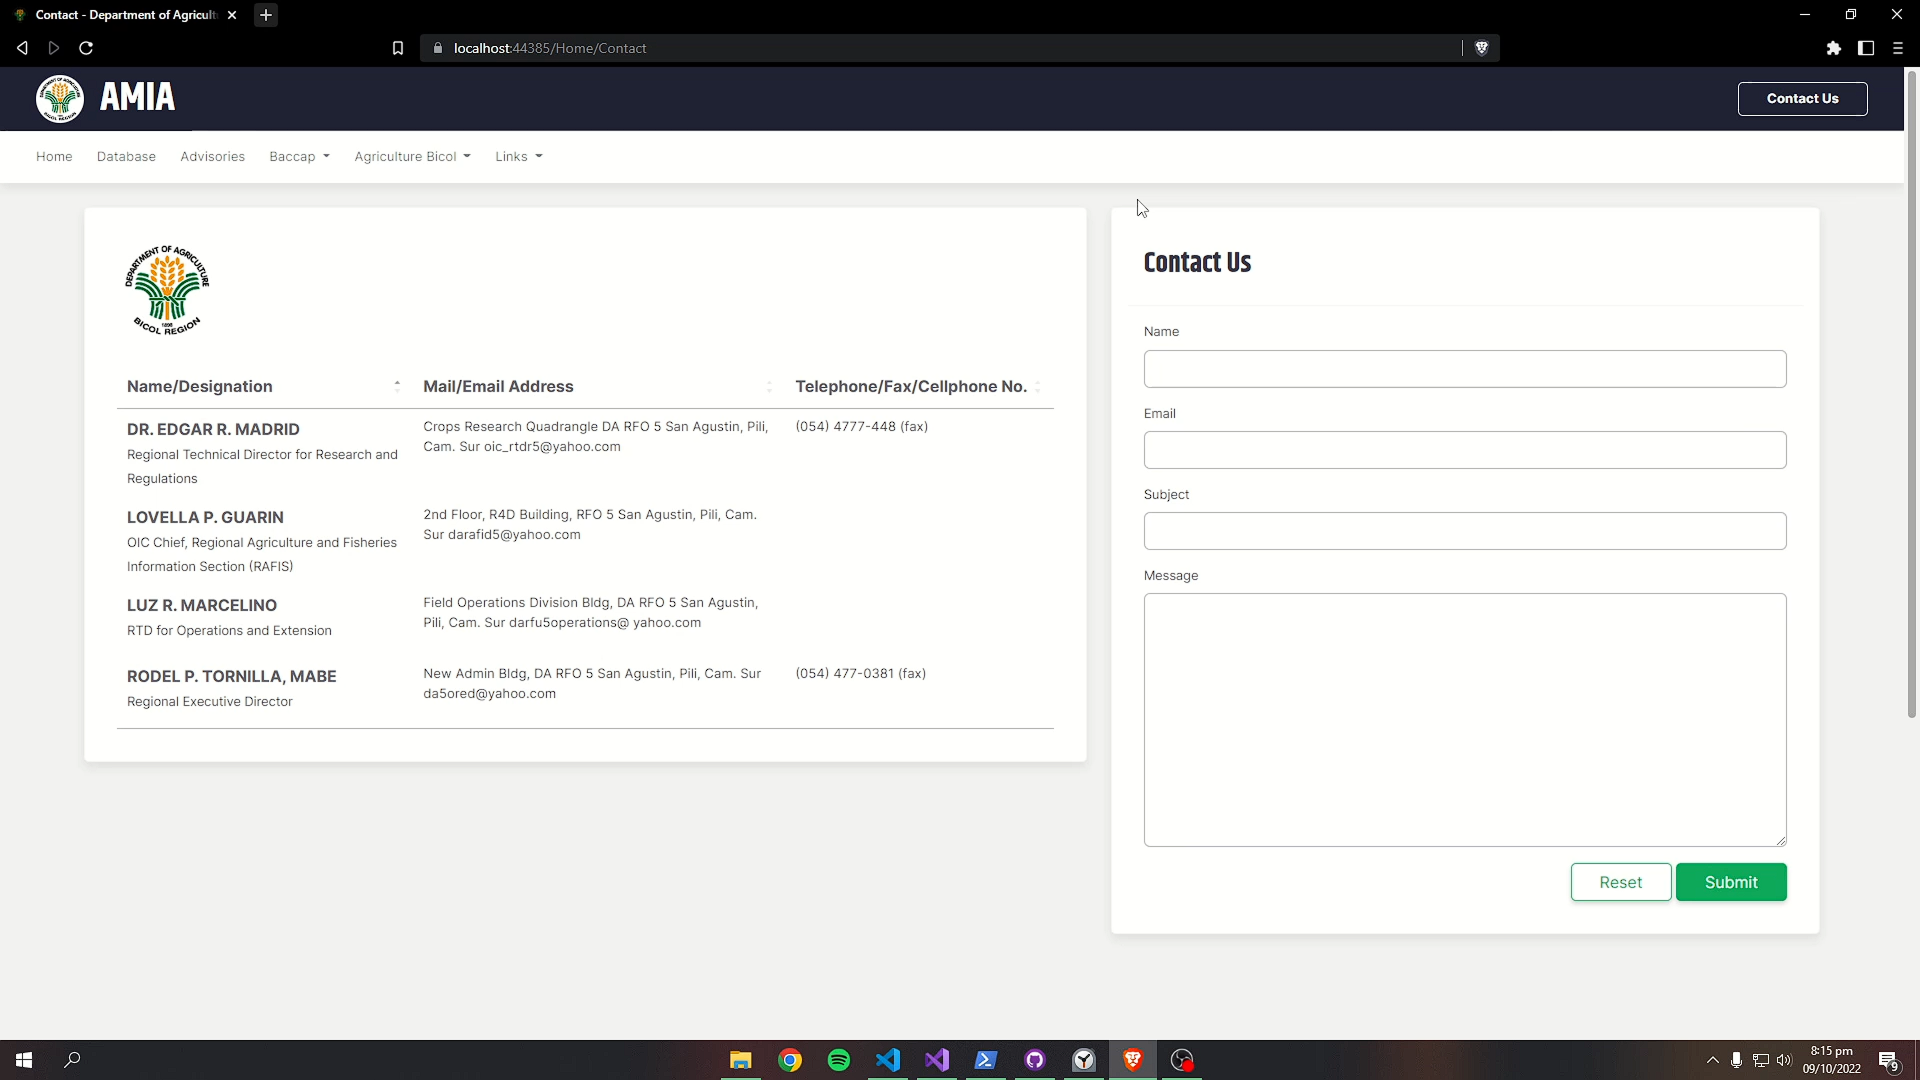 Contact - Department of Agricult
localhost:44385/Home/Contact
AMIA
Contact Us
Home Database Advisories Baccap Agriculture Bicol Links
DEPARTMENT OF AGRICULTURE
1898
BICOL REGION
Name/Designation Mail/Email Address Telephone/Fax/Cellphone No.
DR. EDGAR R. MADRID
Regional Technical Director for Research and
Regulations
Crops Research Quadrangle DA RFO 5 San Agustin, Pili,
Cam. Sur oic_rtdr5@yahoo.com
(054) 4777-448 (fax)
LOVELLA P. GUARIN
OIC Chief, Regional Agriculture and Fisheries
Information Section (RAFIS)
2nd Floor, R4D Building, RFO 5 San Agustin, Pili, Cam.
Sur darafid5@yahoo.com
LUZ R. MARCELINO
RTD for Operations and Extension
Field Operations Division Bldg, DA RFO 5 San Agustin,
Pili, Cam. Sur darfu5operations@ yahoo.com
RODEL P. TORNILLA, MABE
Regional Executive Director
New Admin Bldg, DA RFO 5 San Agustin, Pili, Cam. Sur
da5ored@yahoo.com
(054) 477-0381 (fax)
Contact Us
Name
Email
Subject
Message
Reset Submit
8:15 pm
09/10/2022
9